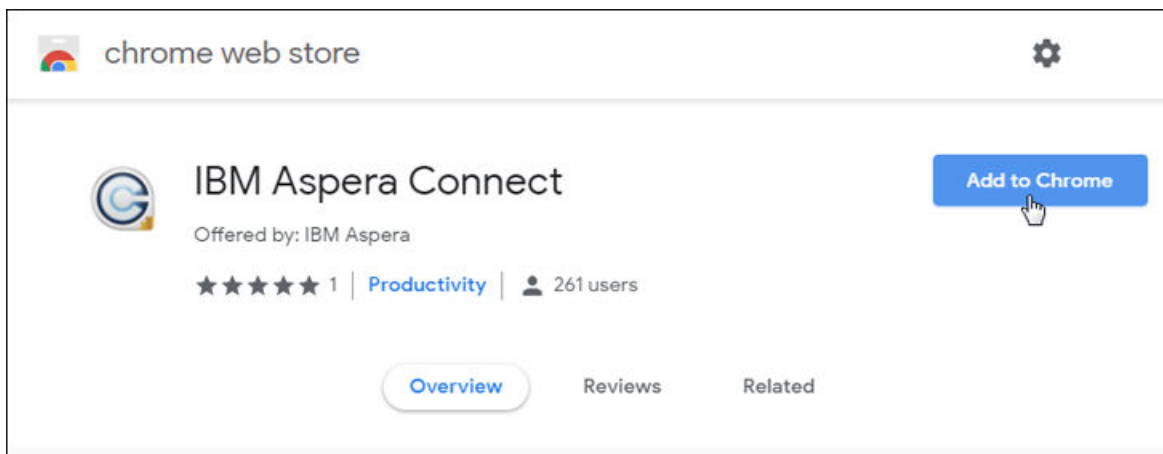 chrome web store
IBM Aspera Connect
Add to Chrome
Offered by: IBM Aspera
1 | Productivity | 261 users
Overview Reviews Related